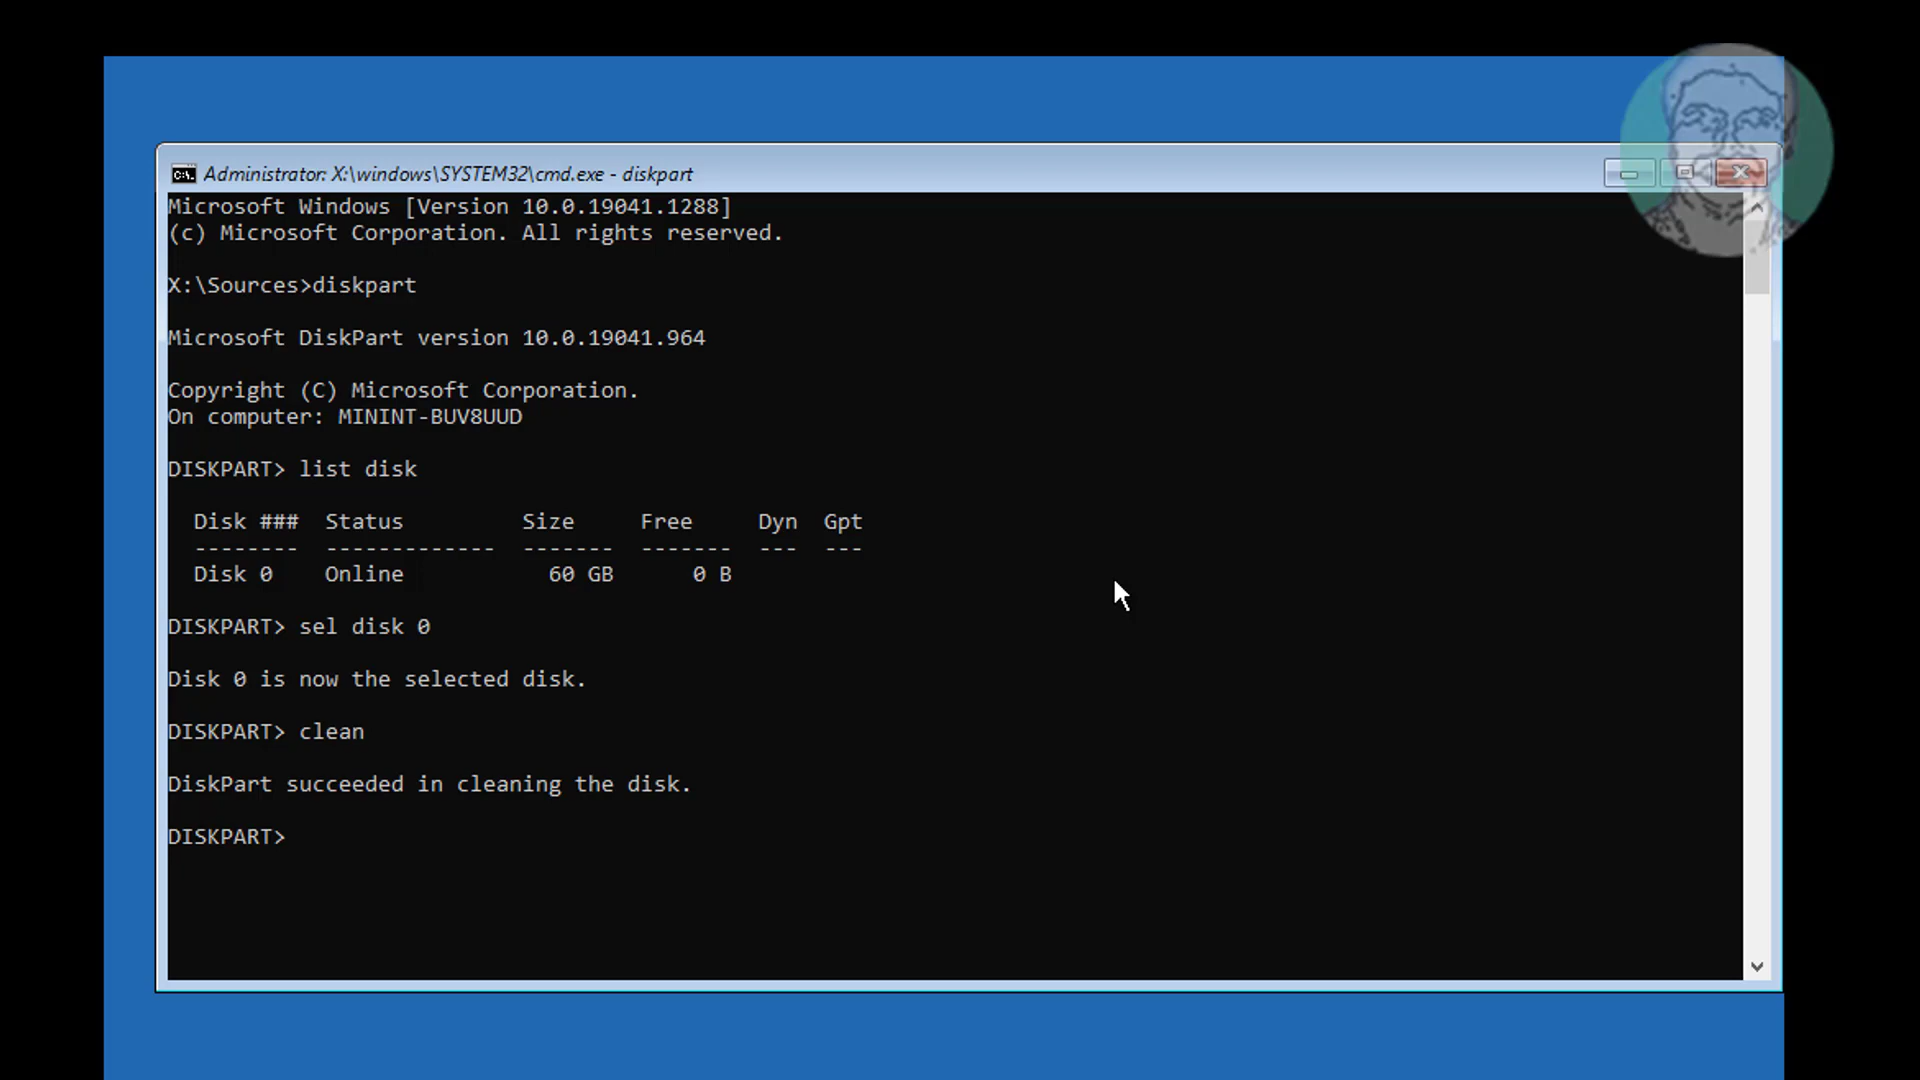 Administrator: X:\windows\SYSTEM32\cmd.exe - diskpart
Microsoft Windows [Version 10.0.19041.1288]
(c) Microsoft Corporation. All rights reserved.
X:\Sources>diskpart
Microsoft DiskPart version 10.0.19041.964
Copyright (C) Microsoft Corporation.
On computer: MININT-BUV8UUD
DISKPART> list disk
Disk ###  Status         Size     Free     Dyn  Gpt
--------  -------------  -------  -------  ---  ---
Disk 0    Online           60 GB      0 B
DISKPART> sel disk 0
Disk 0 is now the selected disk.
DISKPART> clean
DiskPart succeeded in cleaning the disk.
DISKPART>